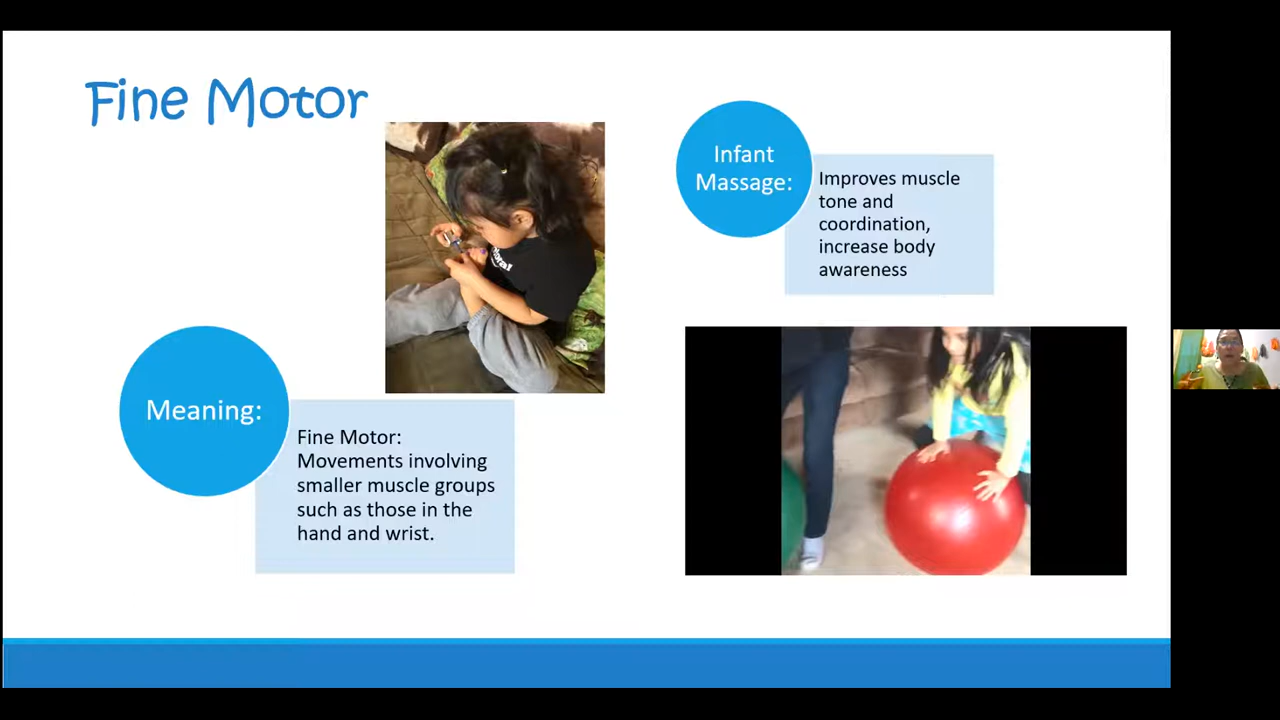 Fine Motor
Infant
Massage:
Improves muscle
tone and
coordination,
increase body
awareness
Meaning:
Fine Motor:
Movements involving
smaller muscle groups
such as those in the
hand and wrist.